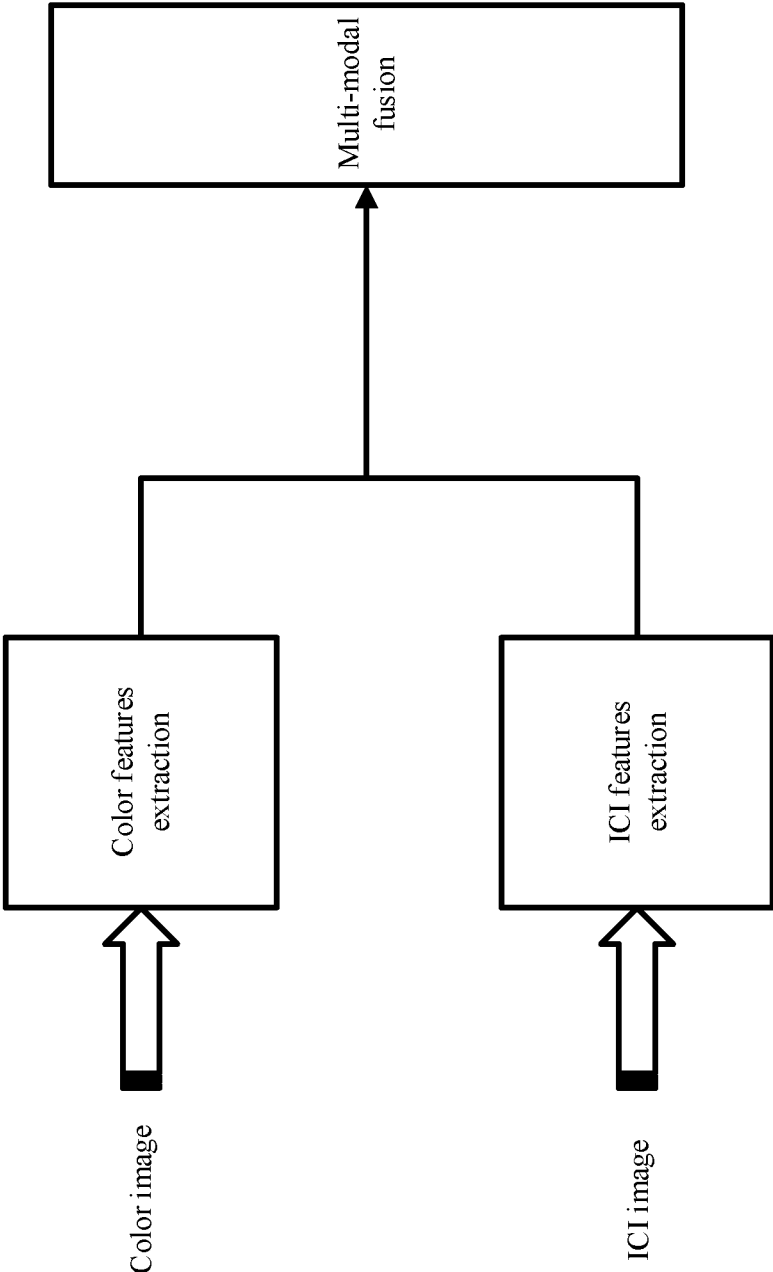 Color image
Color features
extraction
ICI image
ICI features
extraction
Multi-modal
fusion